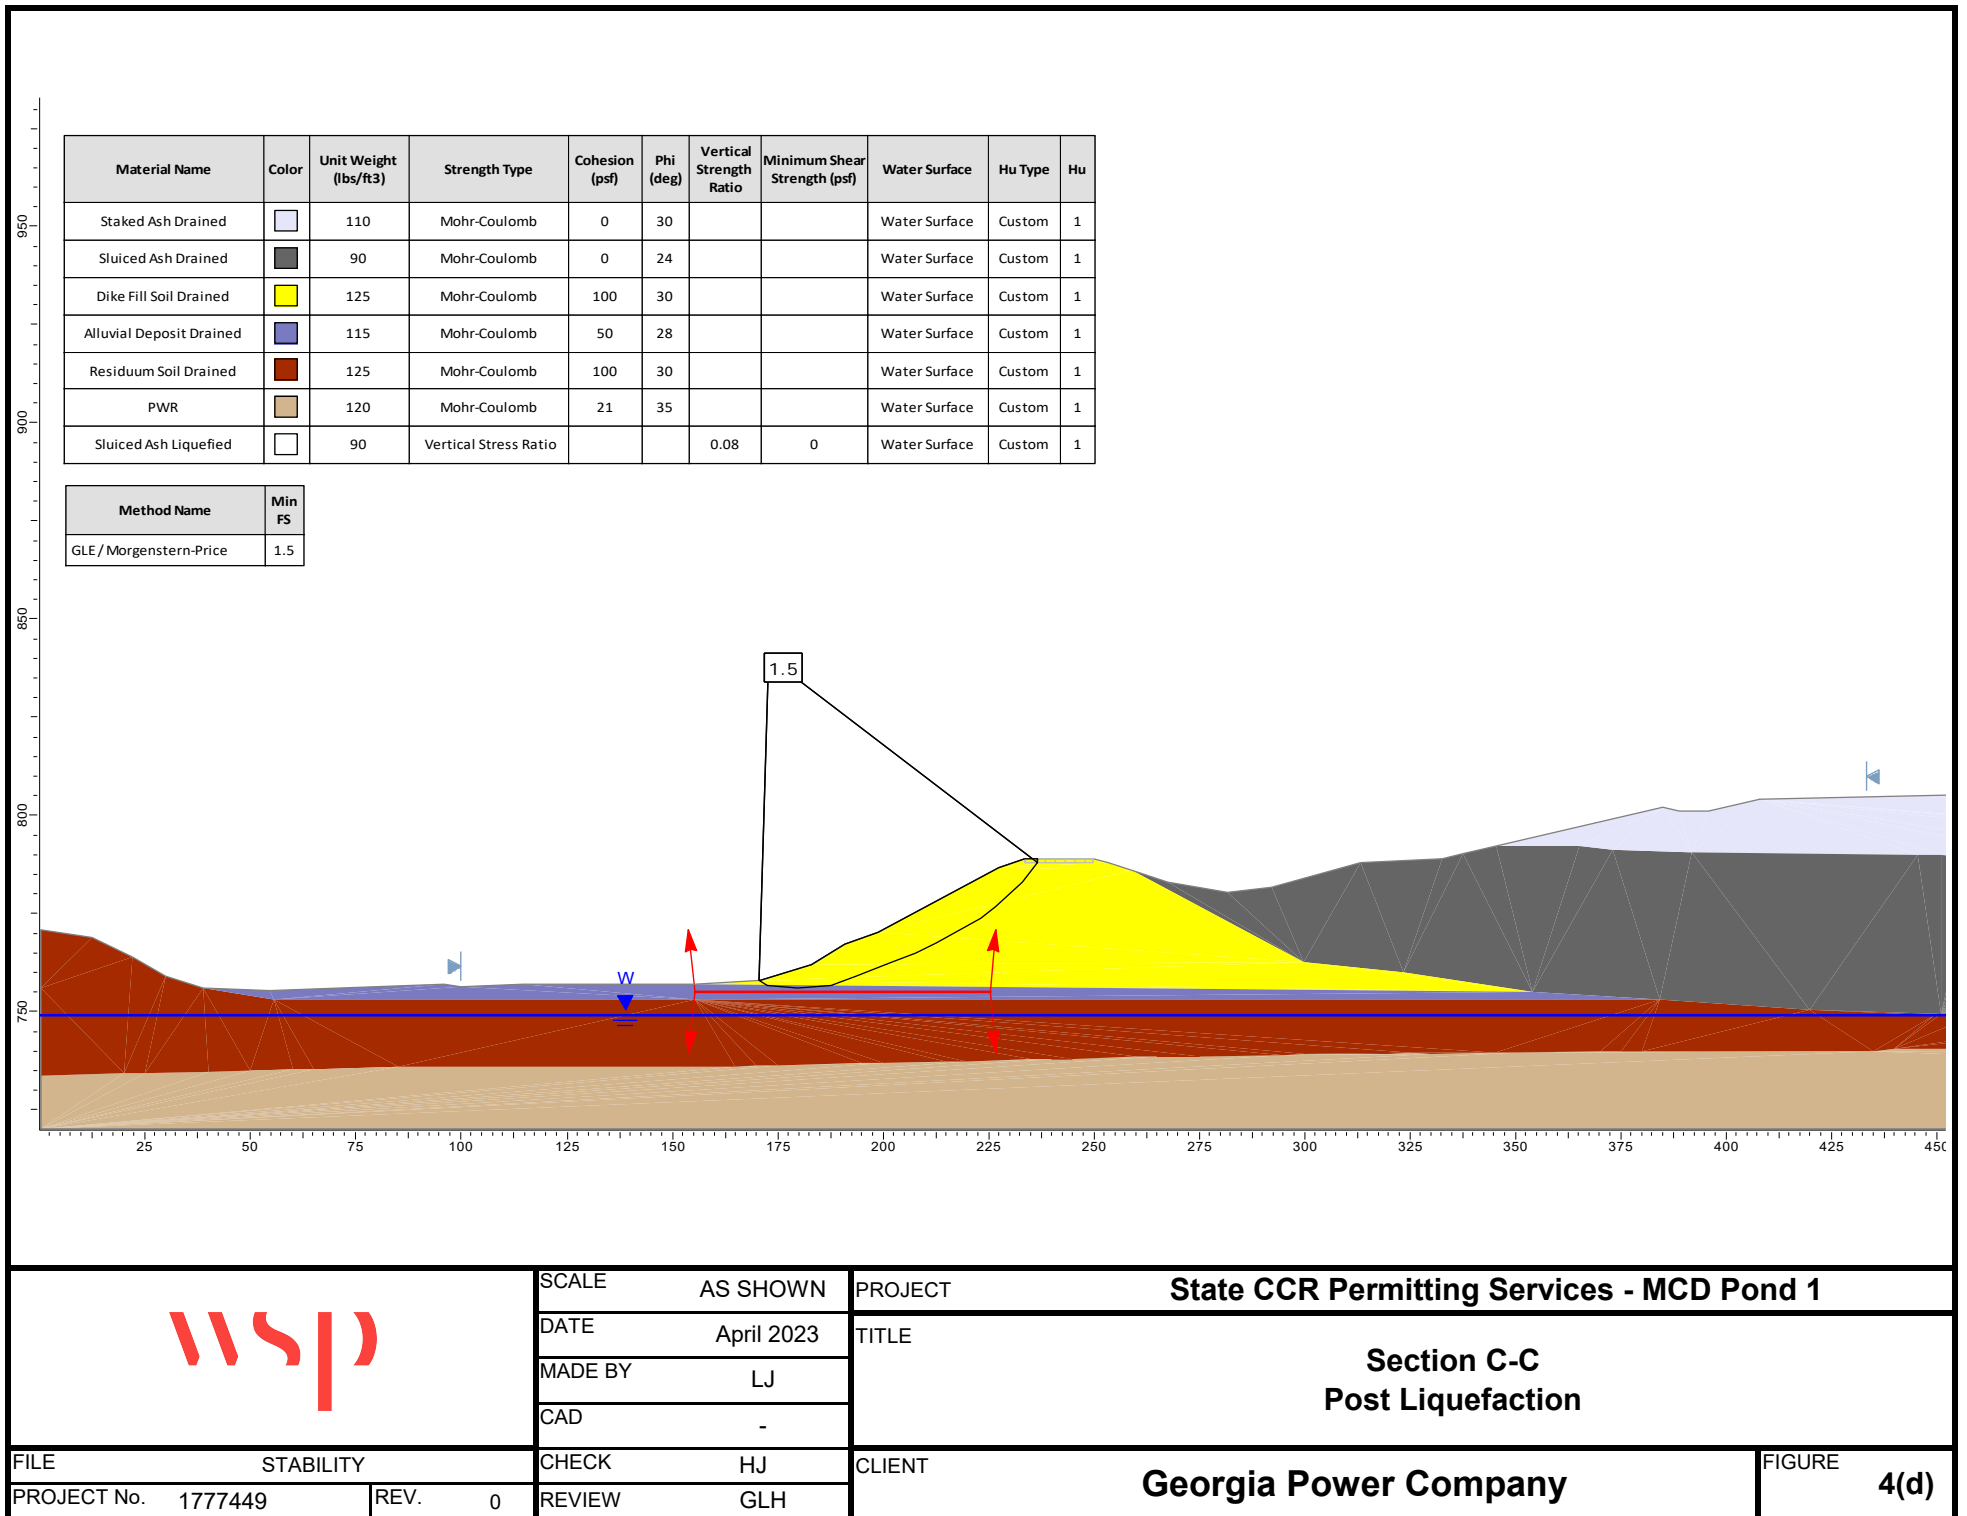 Material Name Color Unit Weight (lbs/ft3) Strength Type Cohesion (psf) Phi (deg) Vertical Strength Ratio Minimum Shear Strength (psf) Water Surface Hu Type Hu
Staked Ash Drained 110 Mohr-Coulomb 0 30 Water Surface Custom 1
Sluiced Ash Drained 90 Mohr-Coulomb 0 24 Water Surface Custom 1
Dike Fill Soil Drained 125 Mohr-Coulomb 100 30 Water Surface Custom 1
Alluvial Deposit Drained 115 Mohr-Coulomb 50 28 Water Surface Custom 1
Residuum Soil Drained 125 Mohr-Coulomb 100 30 Water Surface Custom 1
PWR 120 Mohr-Coulomb 21 35 Water Surface Custom 1
Sluiced Ash Liquefied 90 Vertical Stress Ratio 0.08 0 Water Surface Custom 1
Method Name Min FS
GLE/Morgenstern-Price 1.5
950
900
850
800
750
1.5
W
25 50 75 100 125 150 175 200 225 250 275 300 325 350 375 400 425 450
wsp
SCALE AS SHOWN
DATE April 2023
MADE BY LJ
CAD -
CHECK HJ
REVIEW GLH
FILE STABILITY
PROJECT No. 1777449 REV. 0
PROJECT State CCR Permitting Services - MCD Pond 1
TITLE
Section C-C
Post Liquefaction
CLIENT Georgia Power Company
FIGURE 4(d)